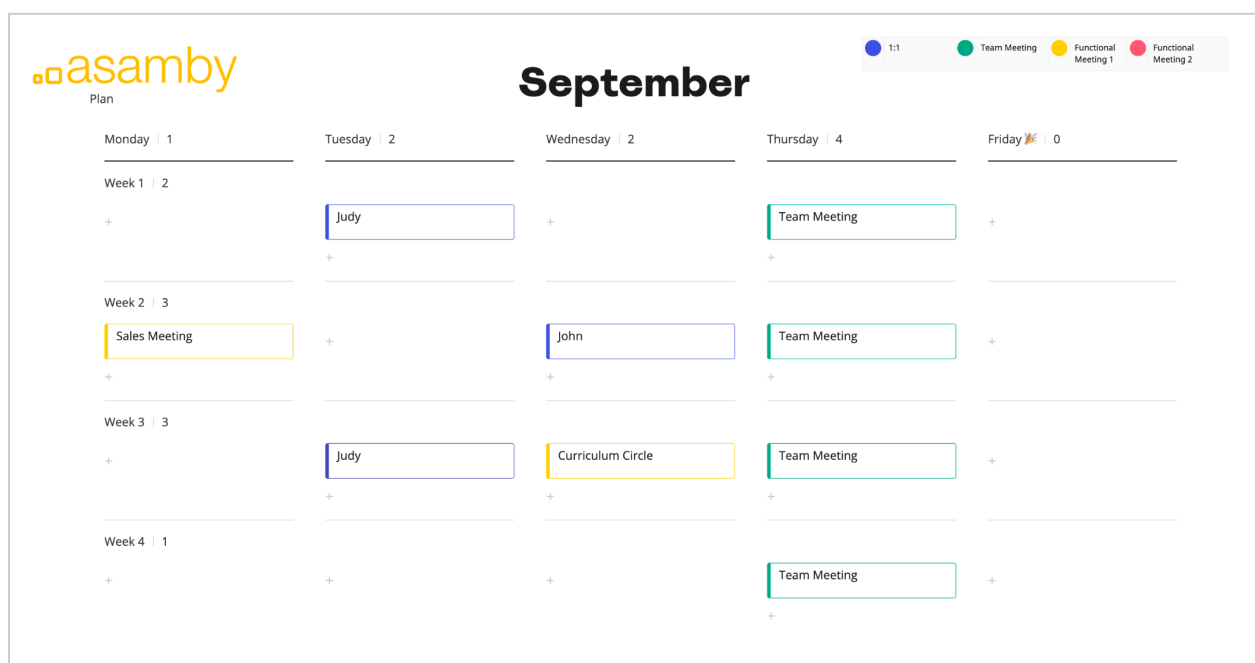 asamby
Plan
September
1:1
Team Meeting
Functional
Meeting 1
Functional
Meeting 2
Monday | 1
Tuesday | 2
Wednesday | 2
Thursday | 4
Friday 🎉 | 0
Week 1 | 2
+
Judy
+
+
Team Meeting
+
+
Week 2 | 3
Sales Meeting
+
+
John
+
Team Meeting
+
+
Week 3 | 3
+
Judy
+
Curriculum Circle
+
Team Meeting
+
+
Week 4 | 1
+
+
+
Team Meeting
+
+